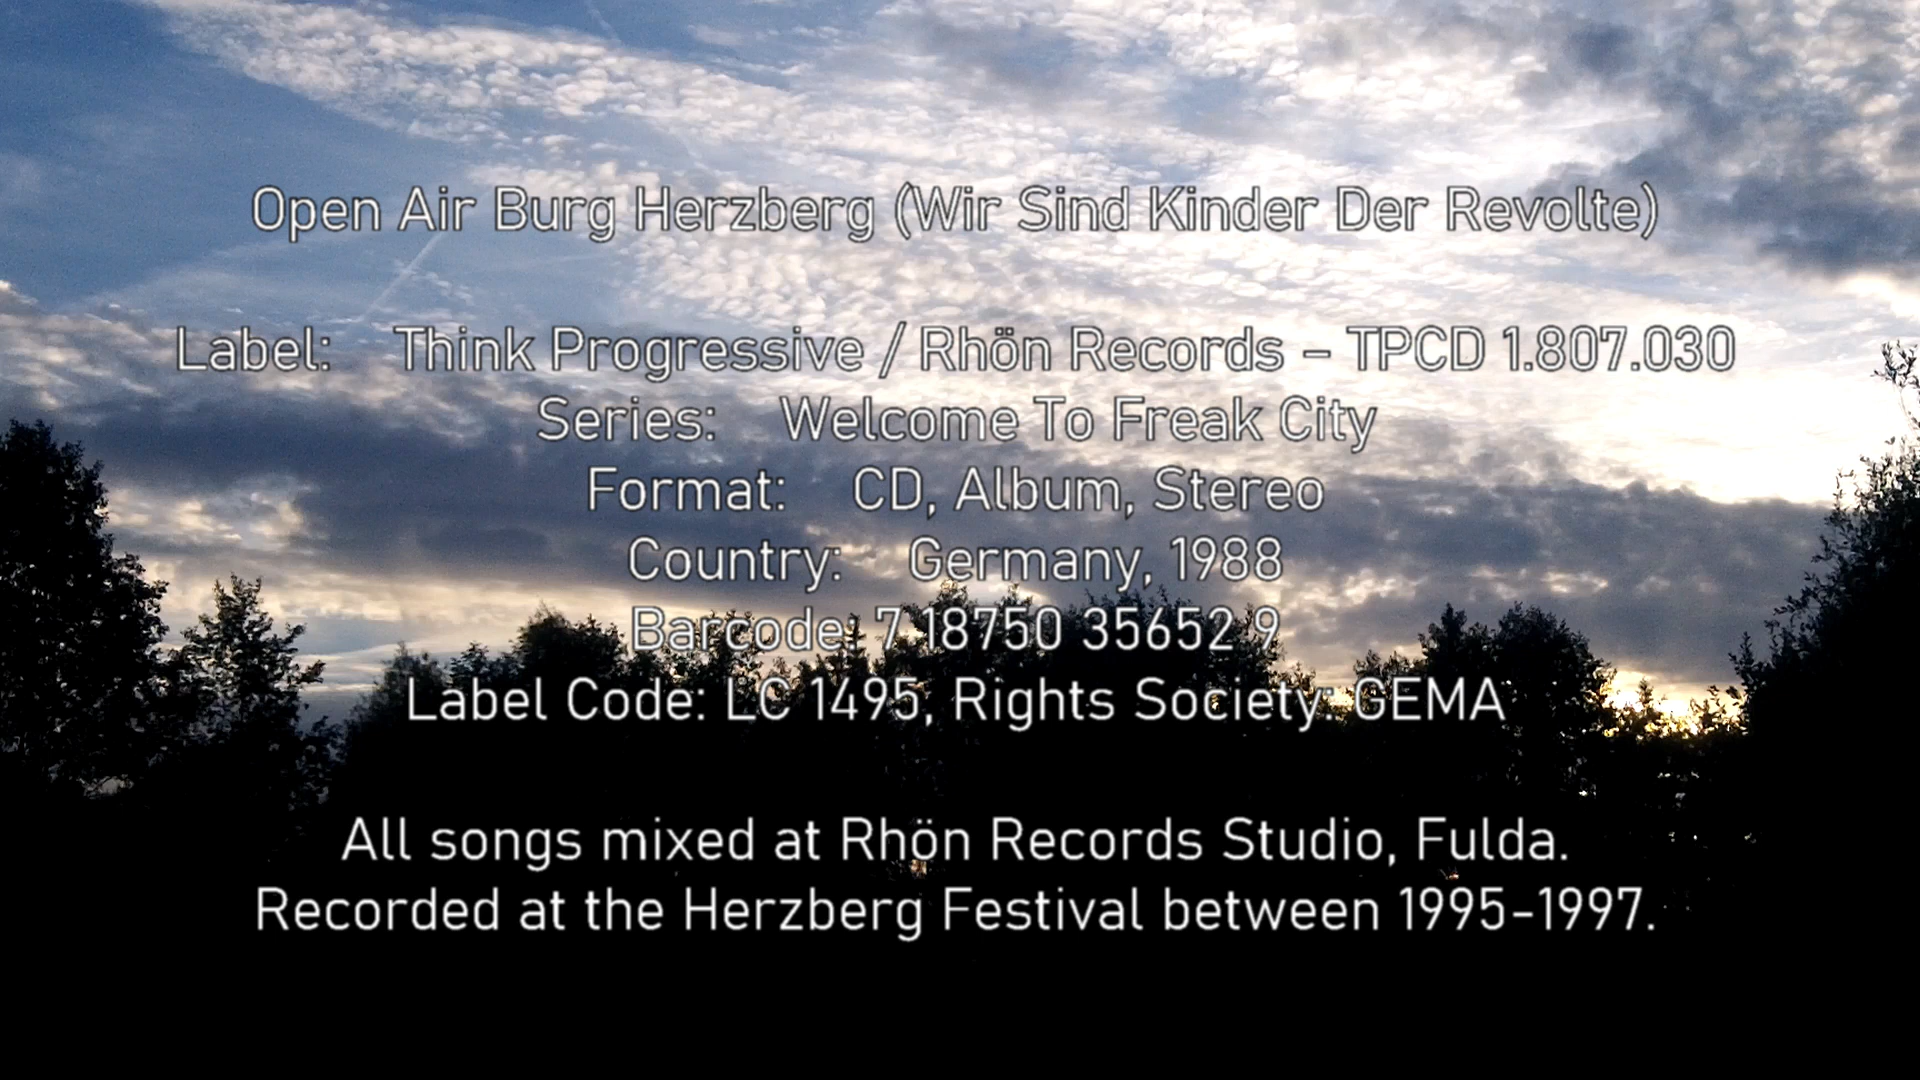 Open Air Burg Herzberg (Wir Sind Kinder Der Revolte)
Label: Think Progressive / Rhön Records – TPCD 1.807.030
Series: Welcome To Freak City
Format: CD, Album, Stereo
Country: Germany, 1988
Barcode: 7 18750 35652 9
Label Code: LC 1495, Rights Society: GEMA
All songs mixed at Rhön Records Studio, Fulda.
Recorded at the Herzberg Festival between 1995-1997.